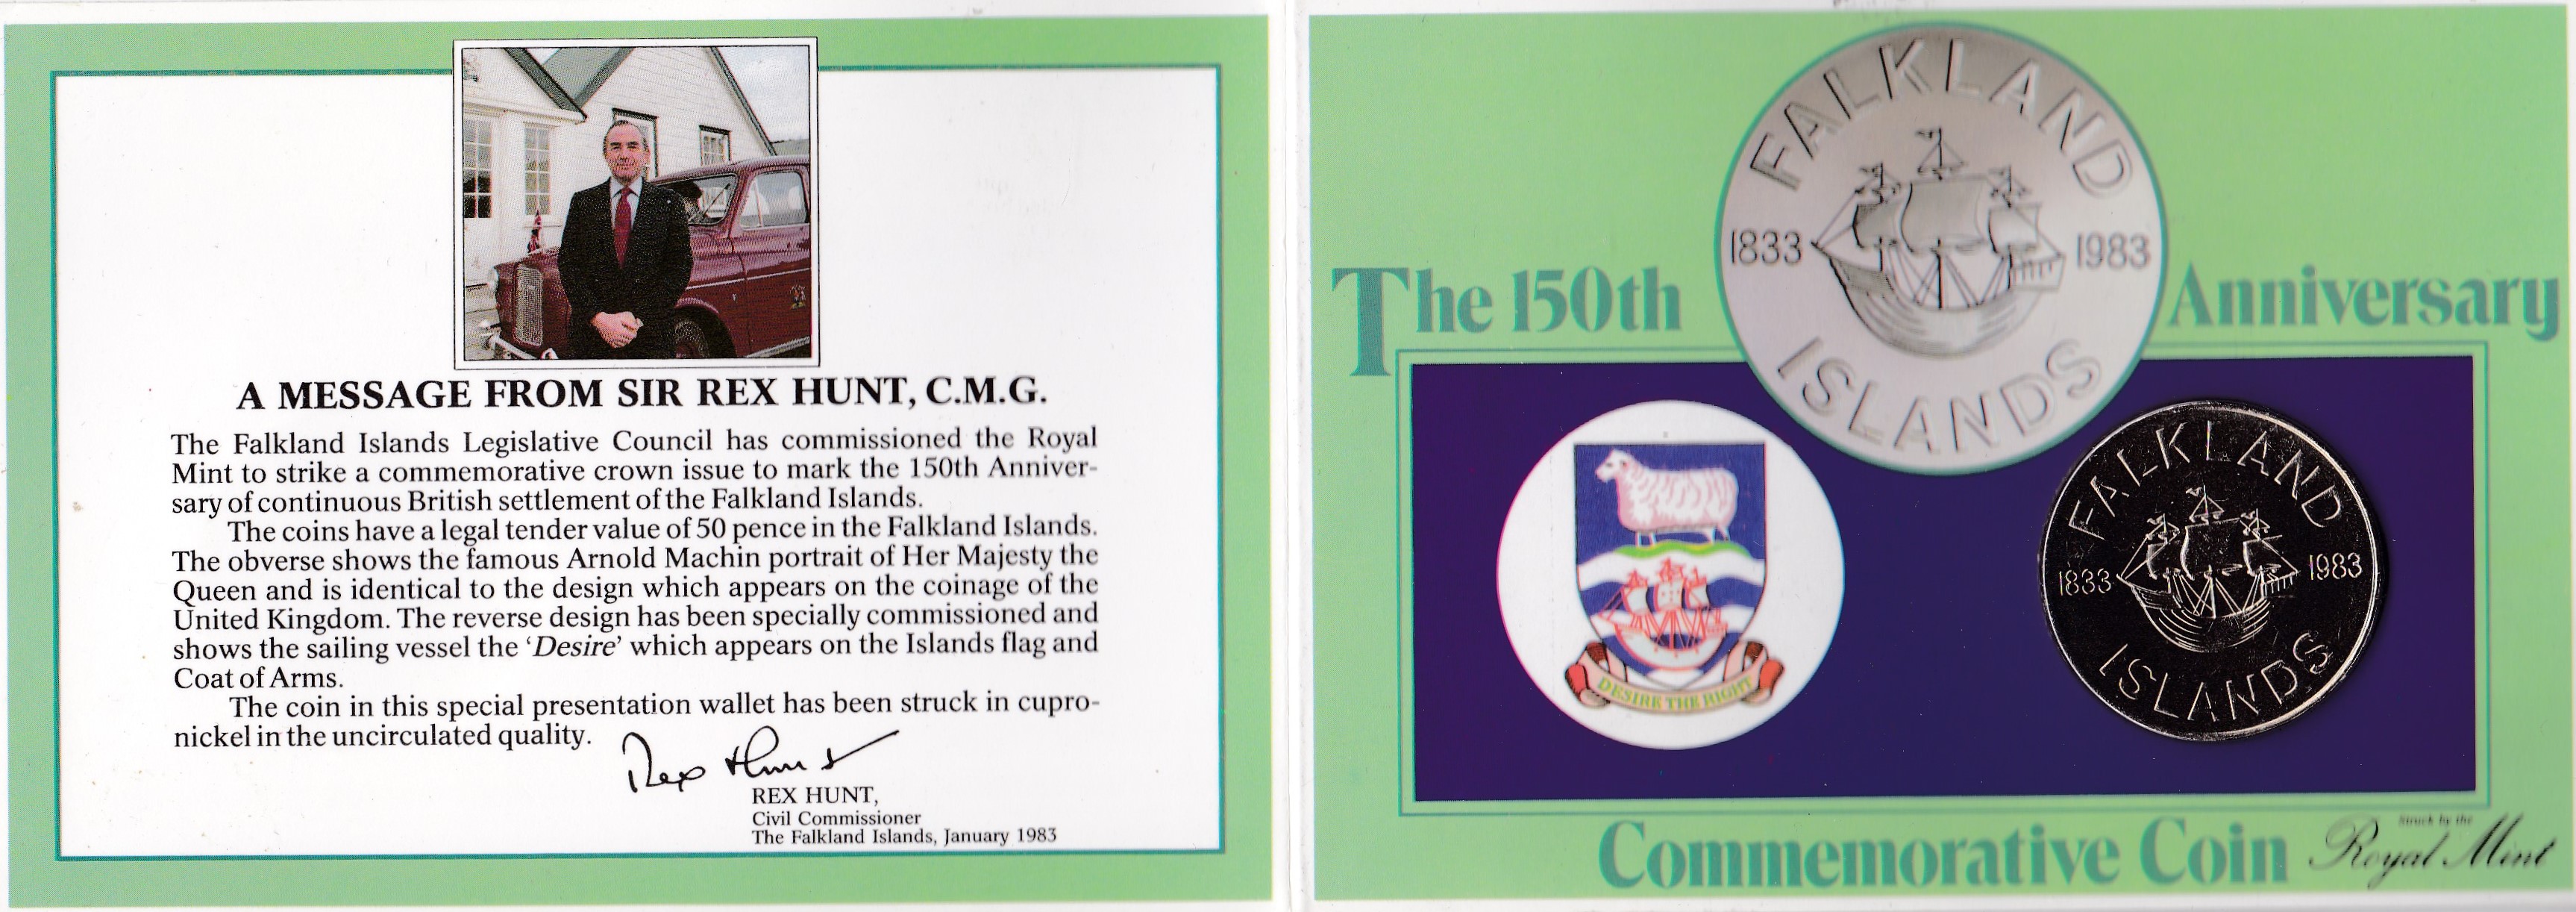 A MESSAGE FROM SIR REX HUNT, C.M.G.
The Falkland Islands Legislative Council has commissioned the Royal
Mint to strike a commemorative crown issue to mark the 150th Anniver-
sary of continuous British settlement of the Falkland Islands.
The coins have a legal tender value of 50 pence in the Falkland Islands.
The obverse shows the famous Arnold Machin portrait of Her Majesty the
Queen and is identical to the design which appears on the coinage of the
United Kingdom. The reverse design has been specially commissioned and
shows the sailing vessel the ‘Desire’ which appears on the Islands flag and
Coat of Arms.
The coin in this special presentation wallet has been struck in cupro-
nickel in the uncirculated quality.
Rex Hunt
REX HUNT,
Civil Commissioner
The Falkland Islands, January 1983
FALKLAND
1833 1983
ISLANDS
The 150th Anniversary
DESIRE THE RIGHT
FALKLAND
1833 1983
ISLANDS
Commemorative Coin
Struck by the
Royal Mint